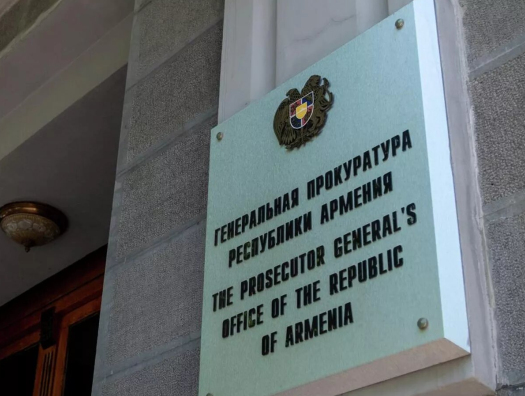 ГЕНЕРАЛЬНАЯ ПРОКУРАТУРА
РЕСПУБЛИКИ АРМЕНИЯ
THE PROSECUTOR GENERAL'S
OFFICE OF THE REPUBLIC
OF ARMENIA